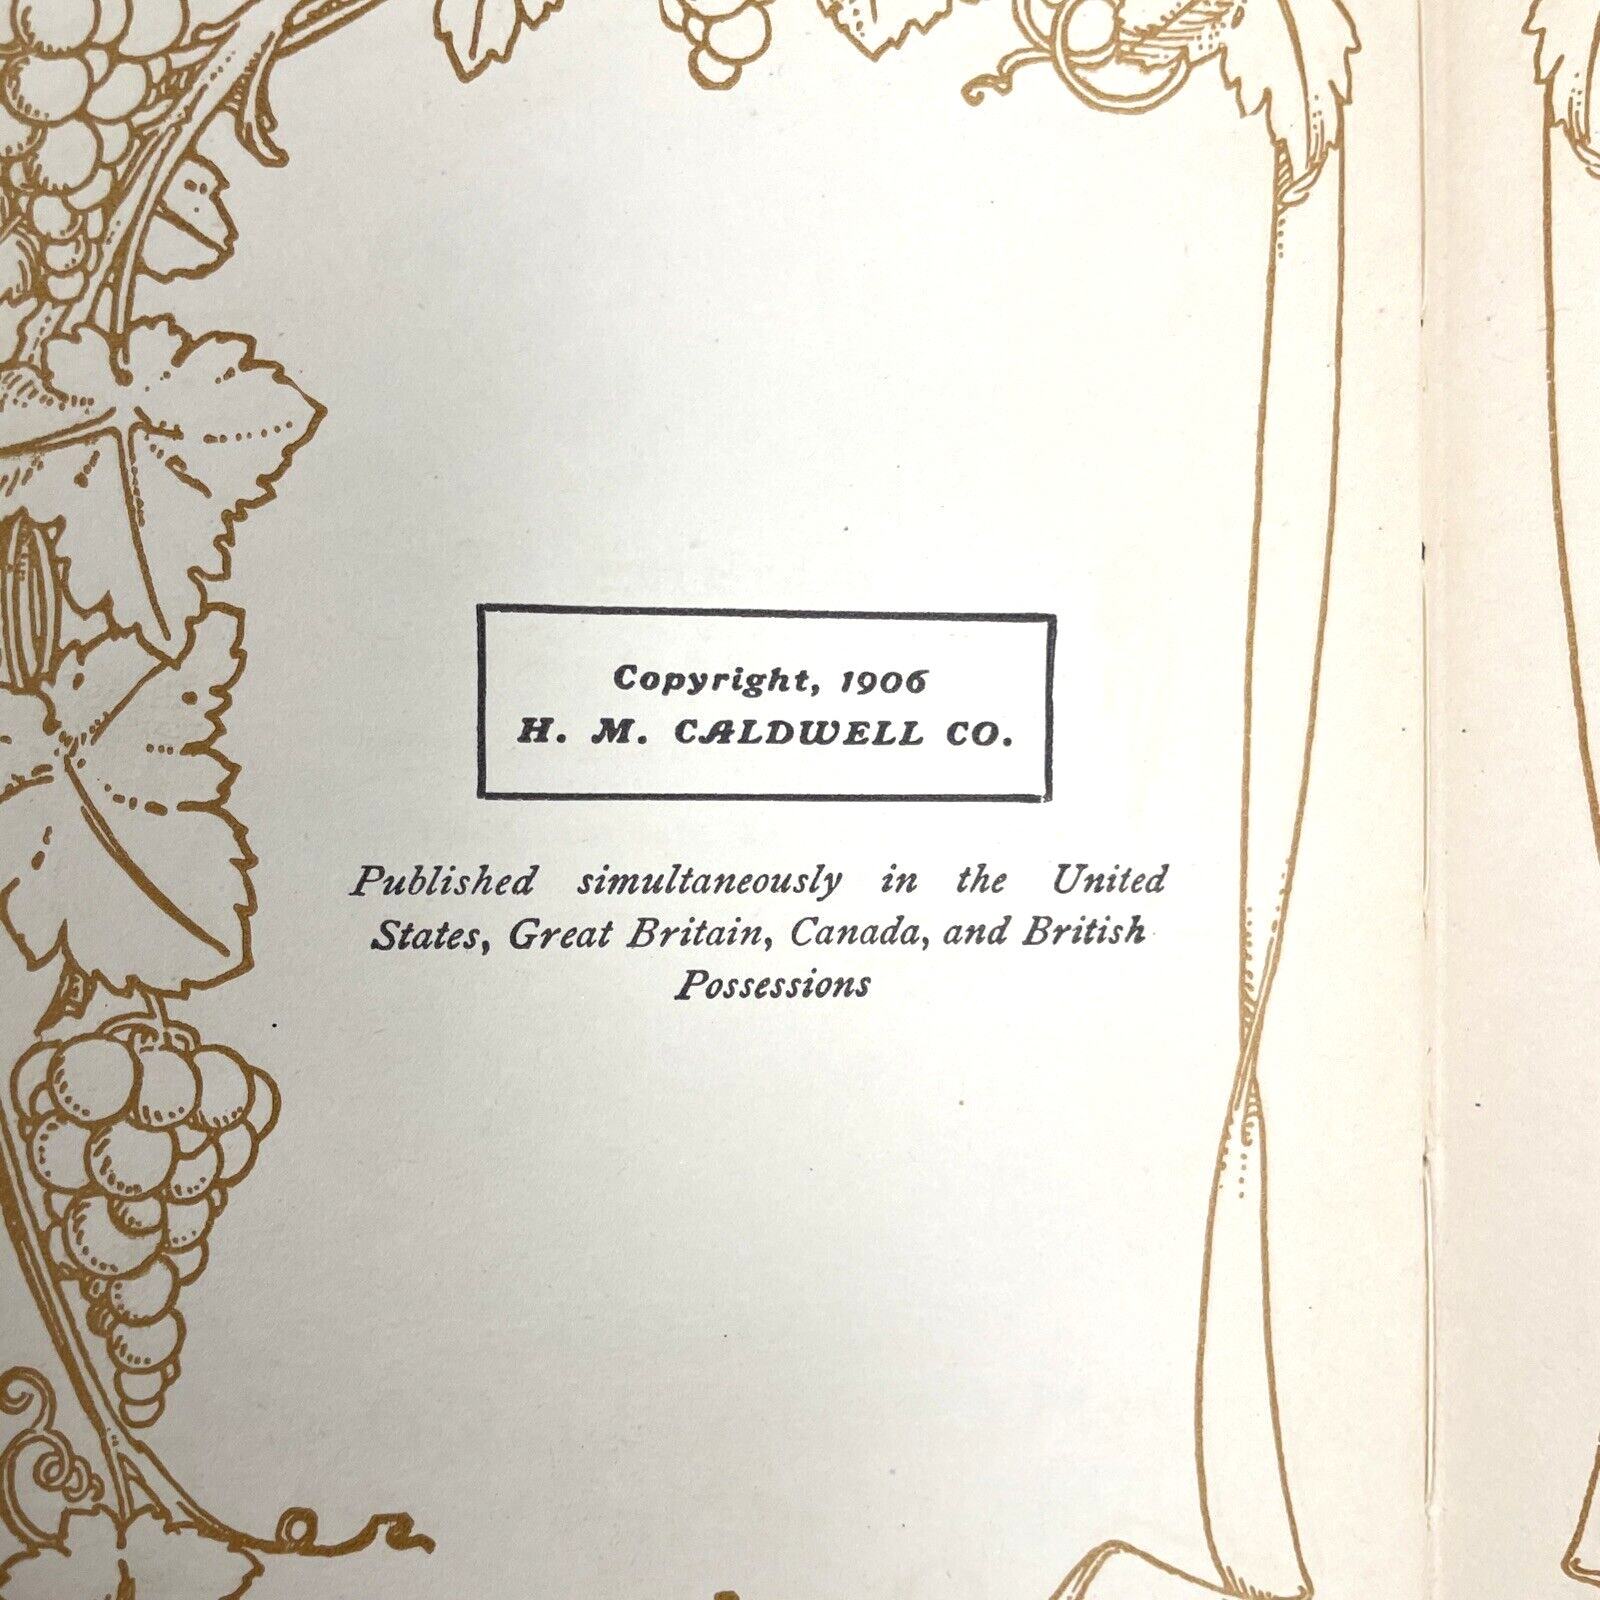 Copyright, 1906
H. M. CALDWELL CO.
Published simultaneously in the United
States, Great Britain, Canada, and British
Possessions